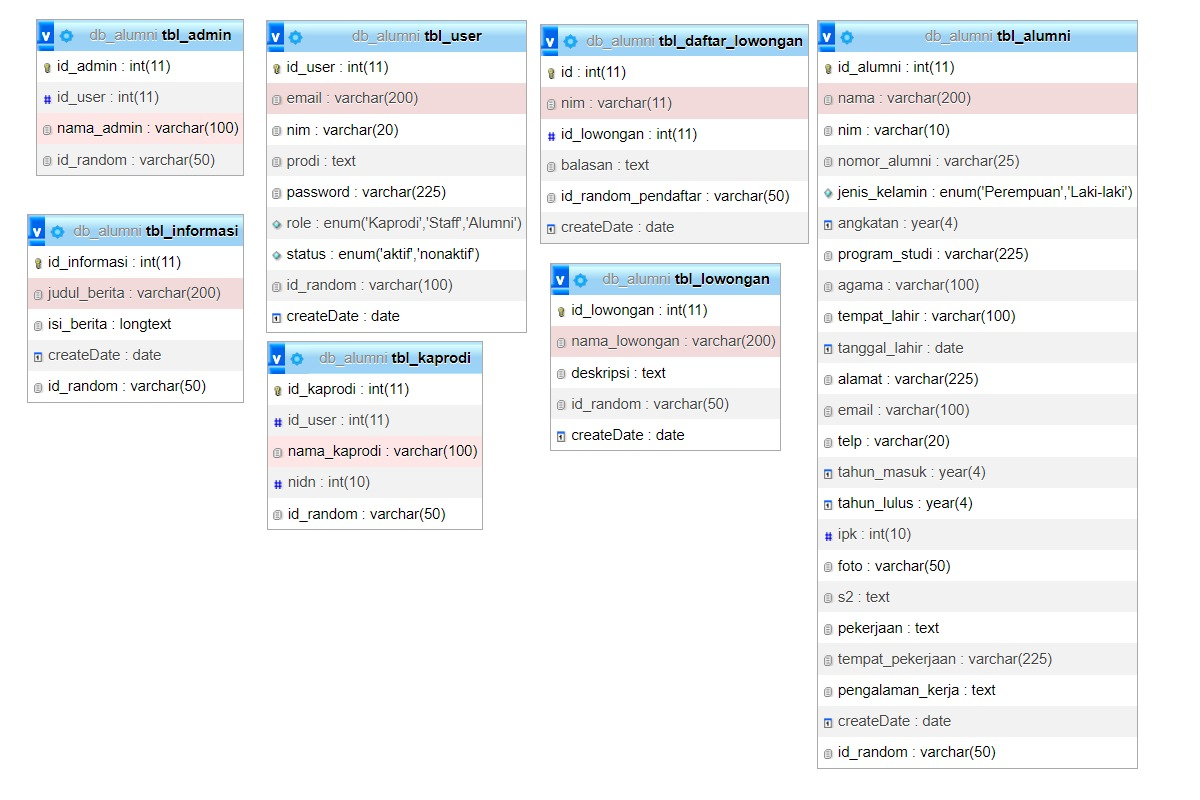 v db_alumni tbl_admin
id_admin : int(11)
id_user : int(11)
nama_admin : varchar(100)
id_random : varchar(50)
v db_alumni tbl_informasi
id_informasi : int(11)
judul_berita : varchar(200)
isi_berita : longtext
createDate : date
id_random : varchar(50)
v db_alumni tbl_user
id_user : int(11)
email : varchar(200)
nim : varchar(20)
prodi : text
password : varchar(225)
role : enum('Kaprodi','Staff','Alumni')
status : enum('aktif','nonaktif')
id_random : varchar(100)
createDate : date
v db_alumni tbl_kaprodi
id_kaprodi : int(11)
# id_user : int(11)
nama_kaprodi : varchar(100)
# nidn : int(10)
id_random : varchar(50)
v db_alumni tbl_daftar_lowongan
id : int(11)
nim : varchar(11)
# id_lowongan : int(11)
balasan : text
id_random_pendaftar : varchar(50)
createDate : date
v db_alumni tbl_lowongan
id_lowongan : int(11)
nama_lowongan : varchar(200)
deskripsi : text
id_random : varchar(50)
createDate : date
v db_alumni tbl_alumni
id_alumni : int(11)
nama : varchar(200)
nim : varchar(10)
nomor_alumni : varchar(25)
jenis_kelamin : enum('Perempuan','Laki-laki')
angkatan : year(4)
program_studi : varchar(225)
agama : varchar(100)
tempat_lahir : varchar(100)
tanggal_lahir : date
alamat : varchar(225)
email : varchar(100)
telp : varchar(20)
tahun_masuk : year(4)
tahun_lulus : year(4)
# ipk : int(10)
foto : varchar(50)
s2 : text
pekerjaan : text
tempat_pekerjaan : varchar(225)
pengalaman_kerja : text
createDate : date
id_random : varchar(50)